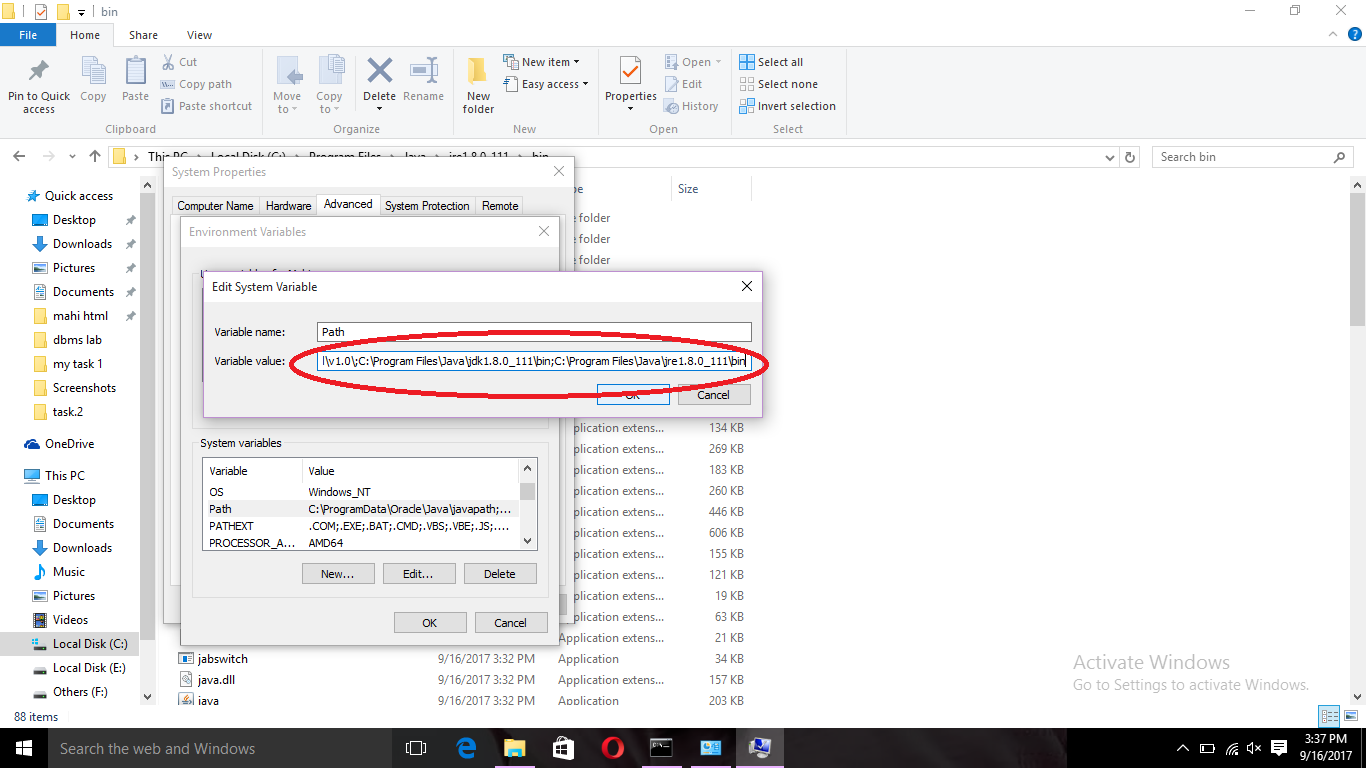 bin
File Home Share View
Pin to Quick access
Copy
Paste
Cut
Copy path
Paste shortcut
Clipboard
Move to
Copy to
Delete
Rename
Organize
New folder
New item
Easy access
New
Properties
Open
Edit
History
Open
Select all
Select none
Invert selection
Select
This PC Local Disk (C:) Program Files Java jre1.8.0_111 bin
Search bin
Quick access
Desktop
Downloads
Pictures
Documents
mahi html
dbms lab
my task 1
Screenshots
task.2
OneDrive
This PC
Desktop
Documents
Downloads
Music
Pictures
Videos
Local Disk (C:)
Local Disk (E:)
Others (F:)
System Properties
Computer Name Hardware Advanced System Protection Remote
Environment Variables
Edit System Variable
Variable name: Path
Variable value: l\v1.0\;C:\Program Files\Java\jdk1.8.0_111\bin;C:\Program Files\Java\jre1.8.0_111\bin
OK Cancel
System variables
Variable Value
OS Windows_NT
Path C:\ProgramData\Oracle\Java\javapath;...
PATHEXT .COM;.EXE;.BAT;.CMD;.VBS;.VBE;.JS;....
PROCESSOR_A... AMD64
New... Edit... Delete
OK Cancel
pe Size
e folder
e folder
e folder
pplication extens... 134 KB
pplication extens... 269 KB
pplication extens... 183 KB
pplication extens... 260 KB
pplication extens... 446 KB
pplication extens... 606 KB
pplication extens... 155 KB
pplication extens... 121 KB
pplication extens... 19 KB
pplication extens... 63 KB
Application extens... 21 KB
jabswitch 9/16/2017 3:32 PM Application 34 KB
java.dll 9/16/2017 3:32 PM Application extens... 157 KB
java 9/16/2017 3:32 PM Application 203 KB
Activate Windows
Go to Settings to activate Windows.
88 items
Search the web and Windows
3:37 PM
9/16/2017